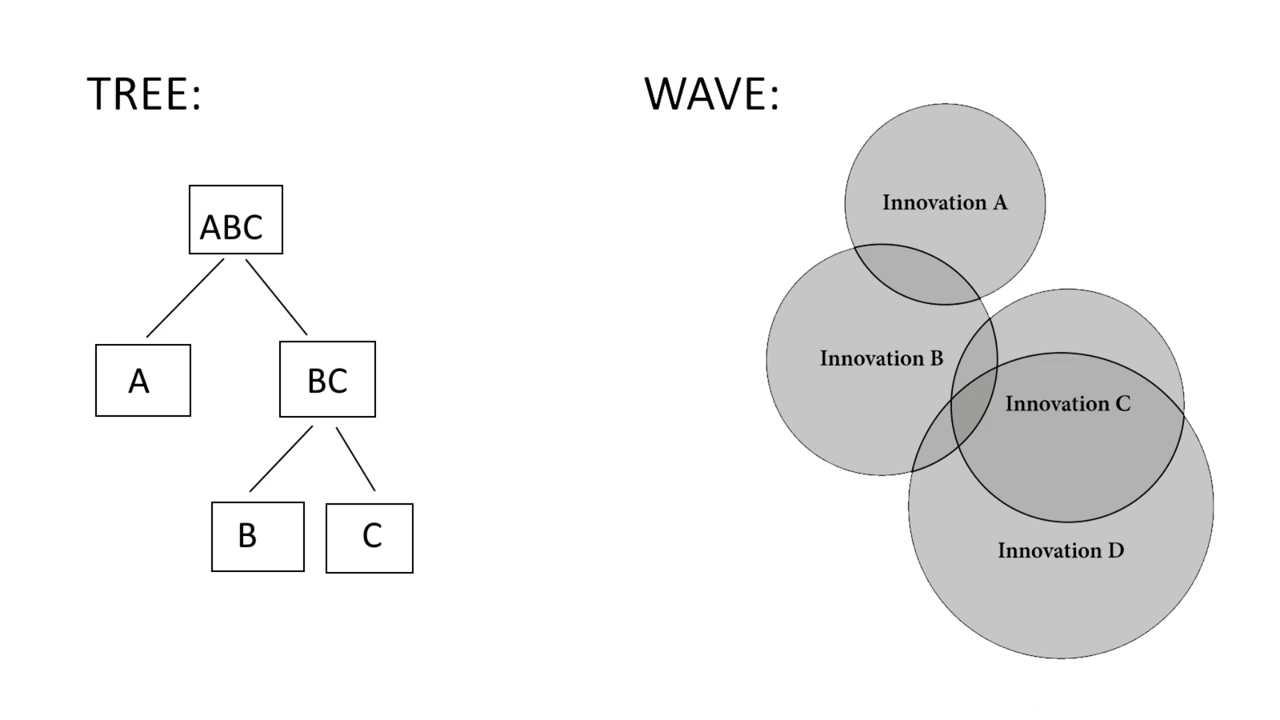 TREE:
ABC
A
BC
B
C
WAVE:
Innovation A
Innovation B
Innovation C
Innovation D